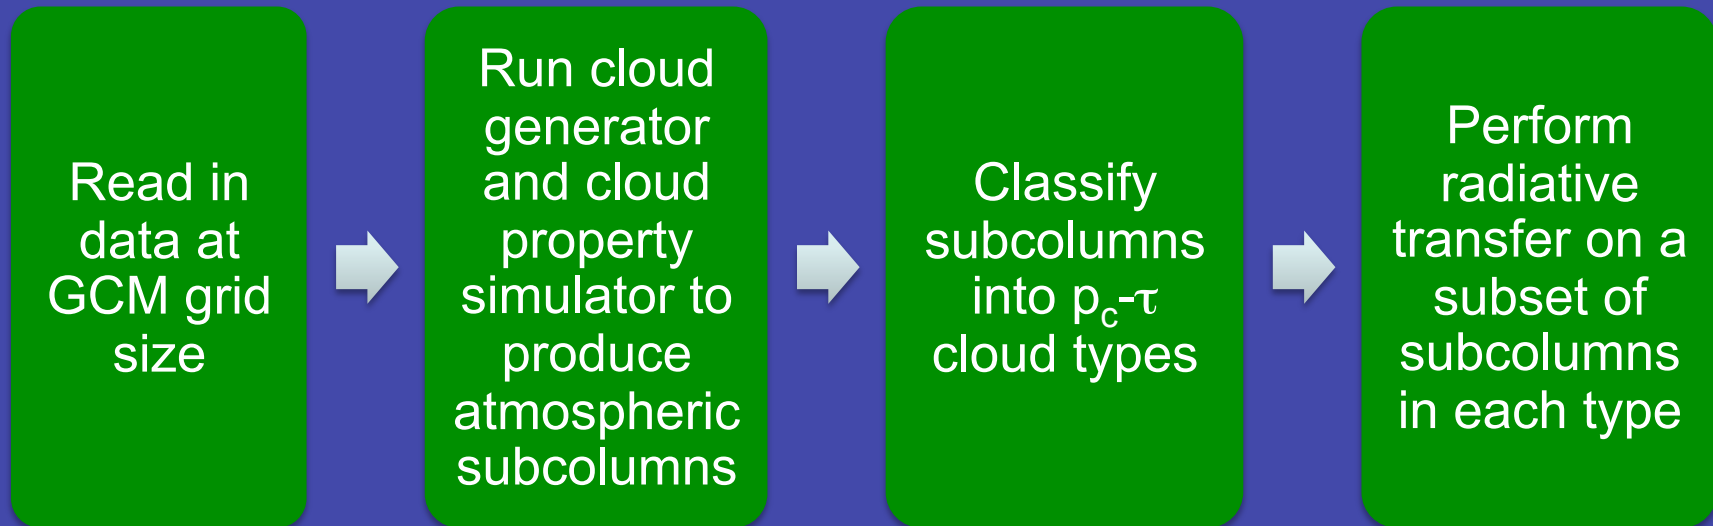 Read in
data at
GCM grid
size
Run cloud
generator
and cloud
property
simulator to
produce
atmospheric
subcolumns
Classify
subcolumns
into p_c-τ
cloud types
Perform
radiative
transfer on a
subset of
subcolumns
in each type